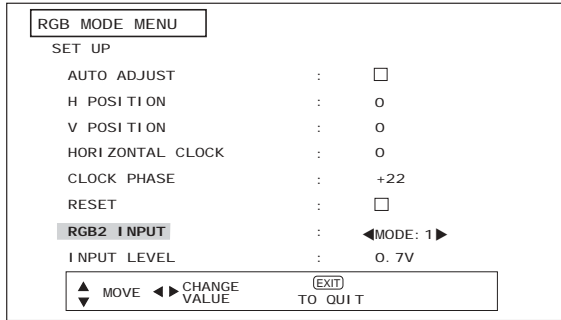 RGB MODE MENU
SET UP
AUTO ADJUST : □
H POSITION : 0
V POSITION : 0
HORIZONTAL CLOCK : 0
CLOCK PHASE : +22
RESET : □
RGB2 INPUT : ◀MODE: 1▶
INPUT LEVEL : 0.7V
▲▼ MOVE ◀▶ CHANGE VALUE EXIT TO QUIT